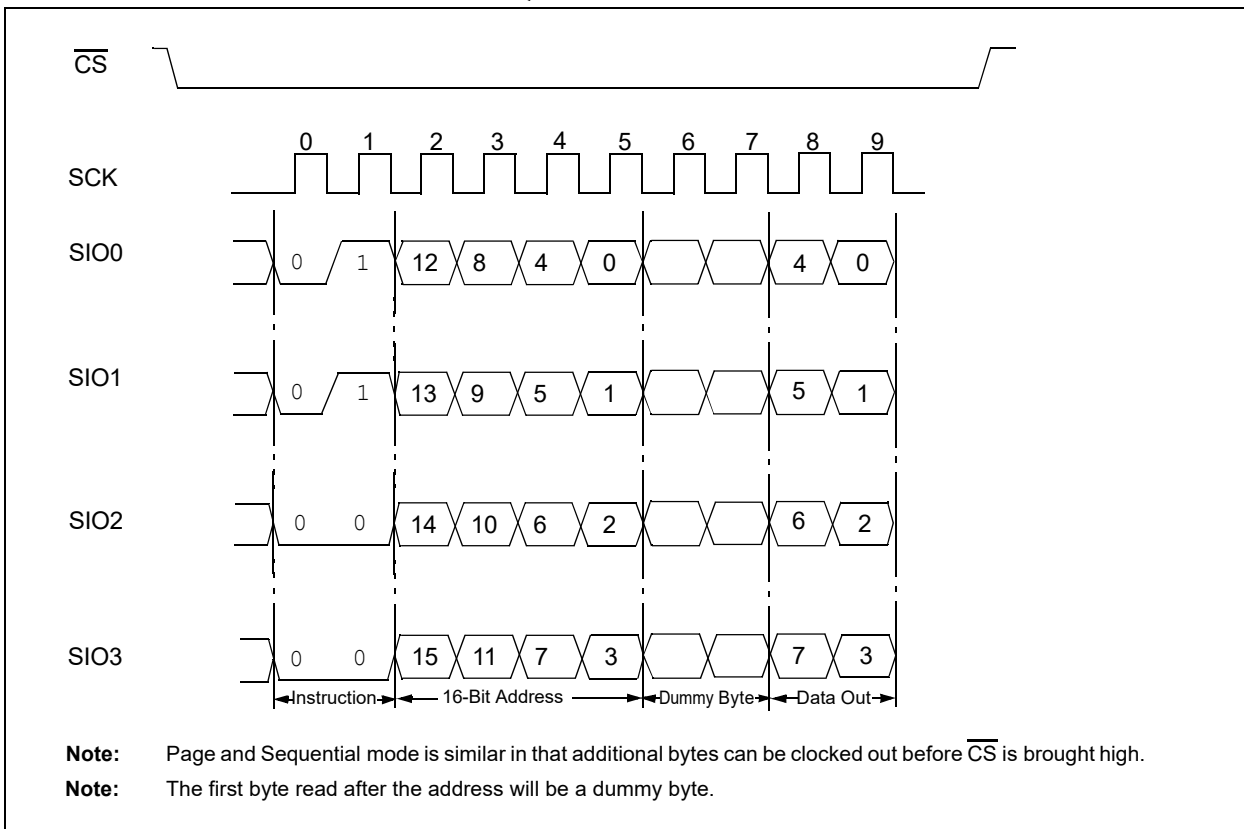 CS
0 1 2 3 4 5 6 7 8 9
SCK
SIO0 0 1 12 8 4 0 4 0
SIO1 0 1 13 9 5 1 5 1
SIO2 0 0 14 10 6 2 6 2
SIO3 0 0 15 11 7 3 7 3
Instruction 16-Bit Address Dummy Byte Data Out
Note: Page and Sequential mode is similar in that additional bytes can be clocked out before CS is brought high.
Note: The first byte read after the address will be a dummy byte.